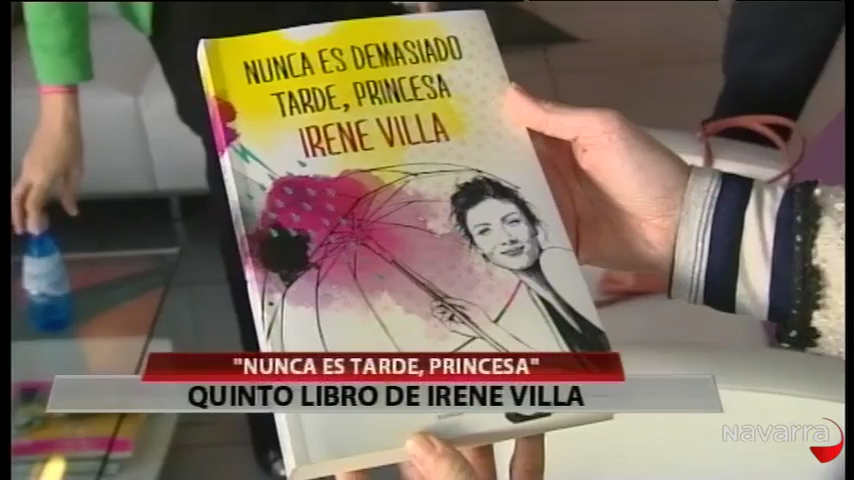 NUNCA ES DEMASIADO
TARDE, PRINCESA
IRENE VILLA
"NUNCA ES TARDE, PRINCESA"
QUINTO LIBRO DE IRENE VILLA
Navarra